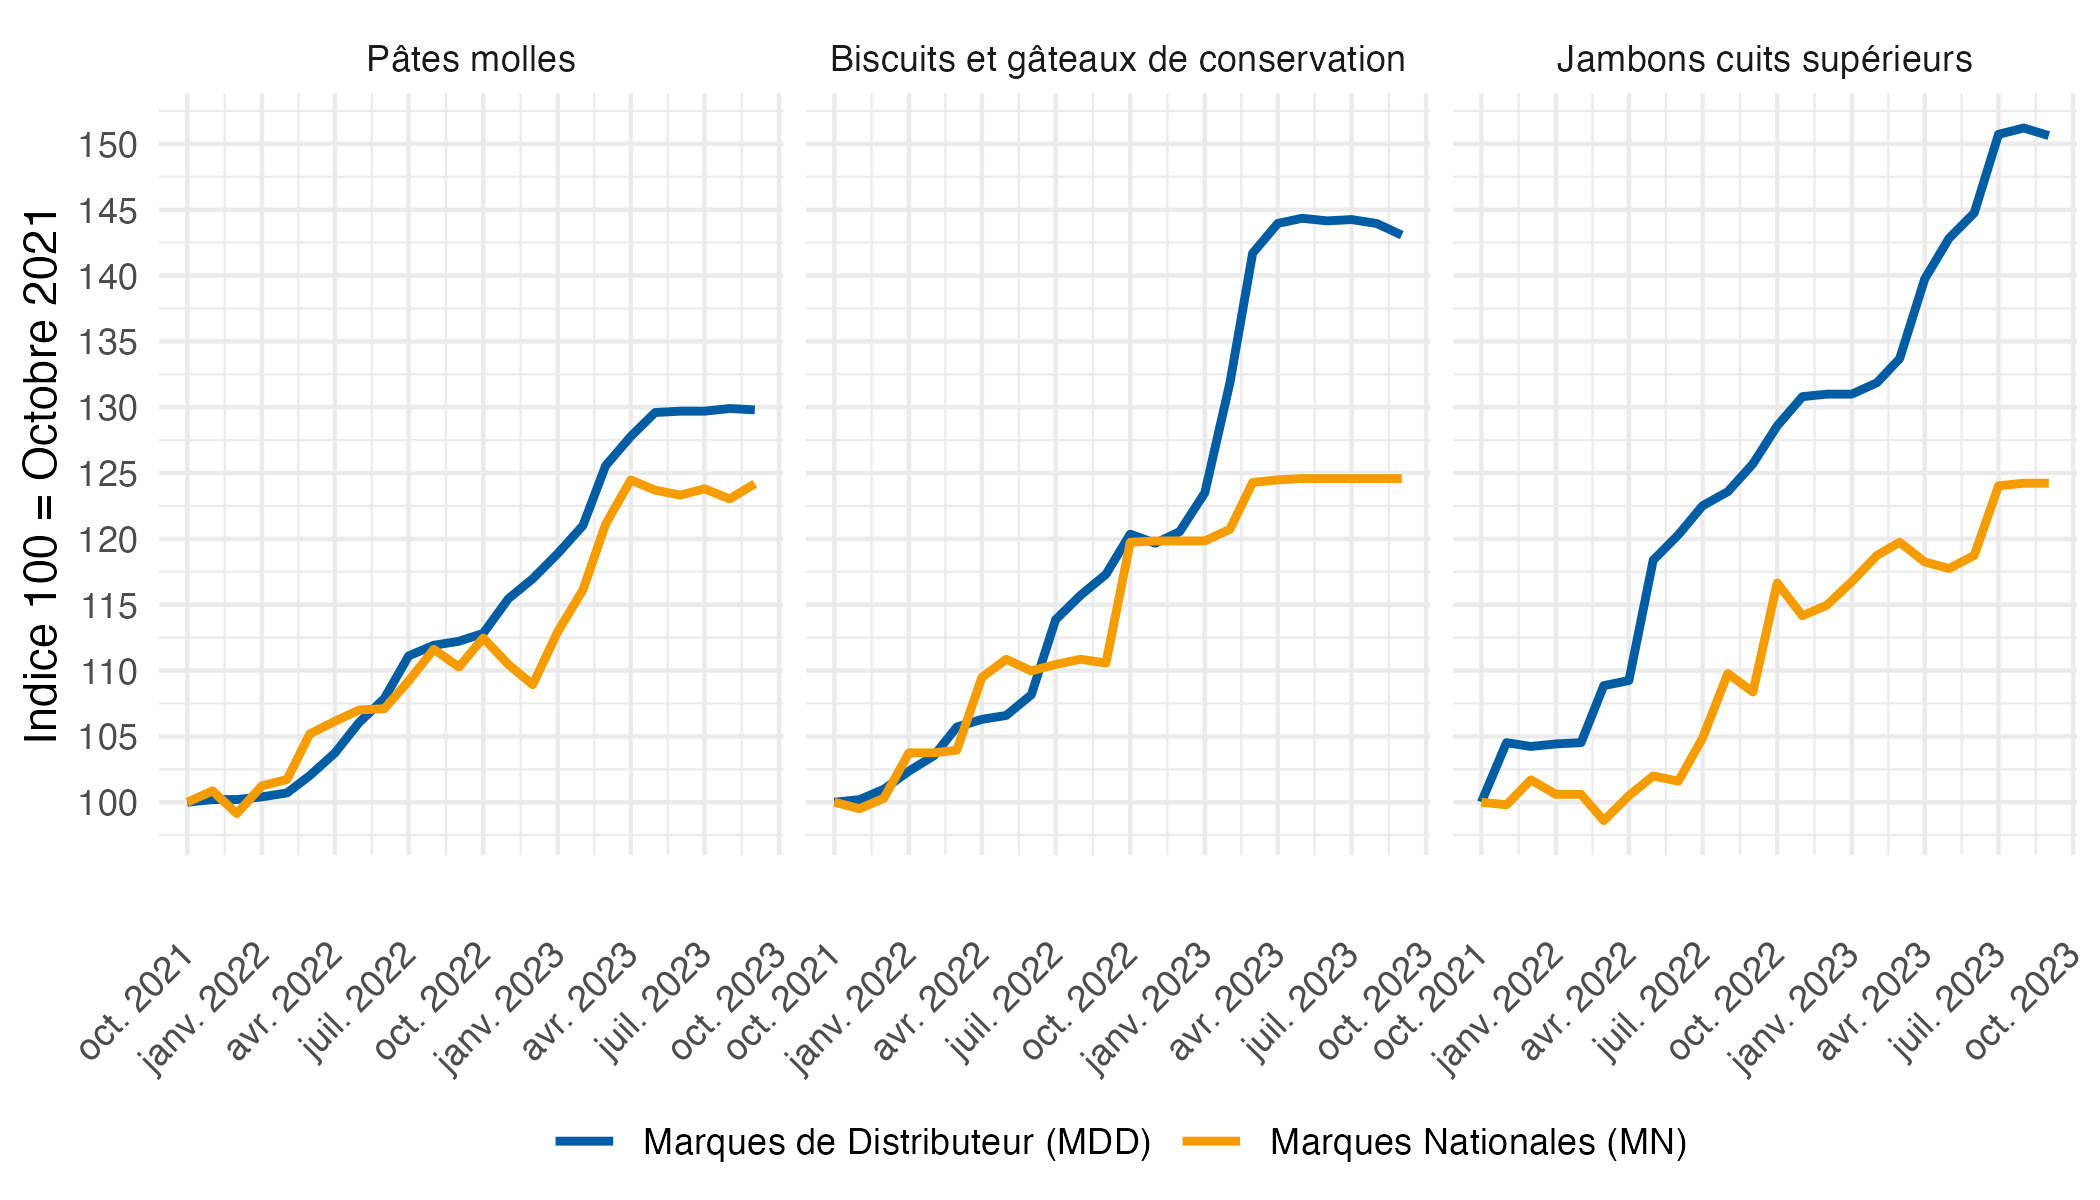 Pâtes molles
Biscuits et gâteaux de conservation
Jambons cuits supérieurs
Indice 100 = Octobre 2021
150
145
140
135
130
125
120
115
110
105
100
oct. 2021
janv. 2022
avr. 2022
juil. 2022
oct. 2022
janv. 2023
avr. 2023
juil. 2023
oct. 2023
oct. 2021
janv. 2022
avr. 2022
juil. 2022
oct. 2022
janv. 2023
avr. 2023
juil. 2023
oct. 2023
oct. 2021
janv. 2022
avr. 2022
juil. 2022
oct. 2022
janv. 2023
avr. 2023
juil. 2023
oct. 2023
Marques de Distributeur (MDD)
Marques Nationales (MN)